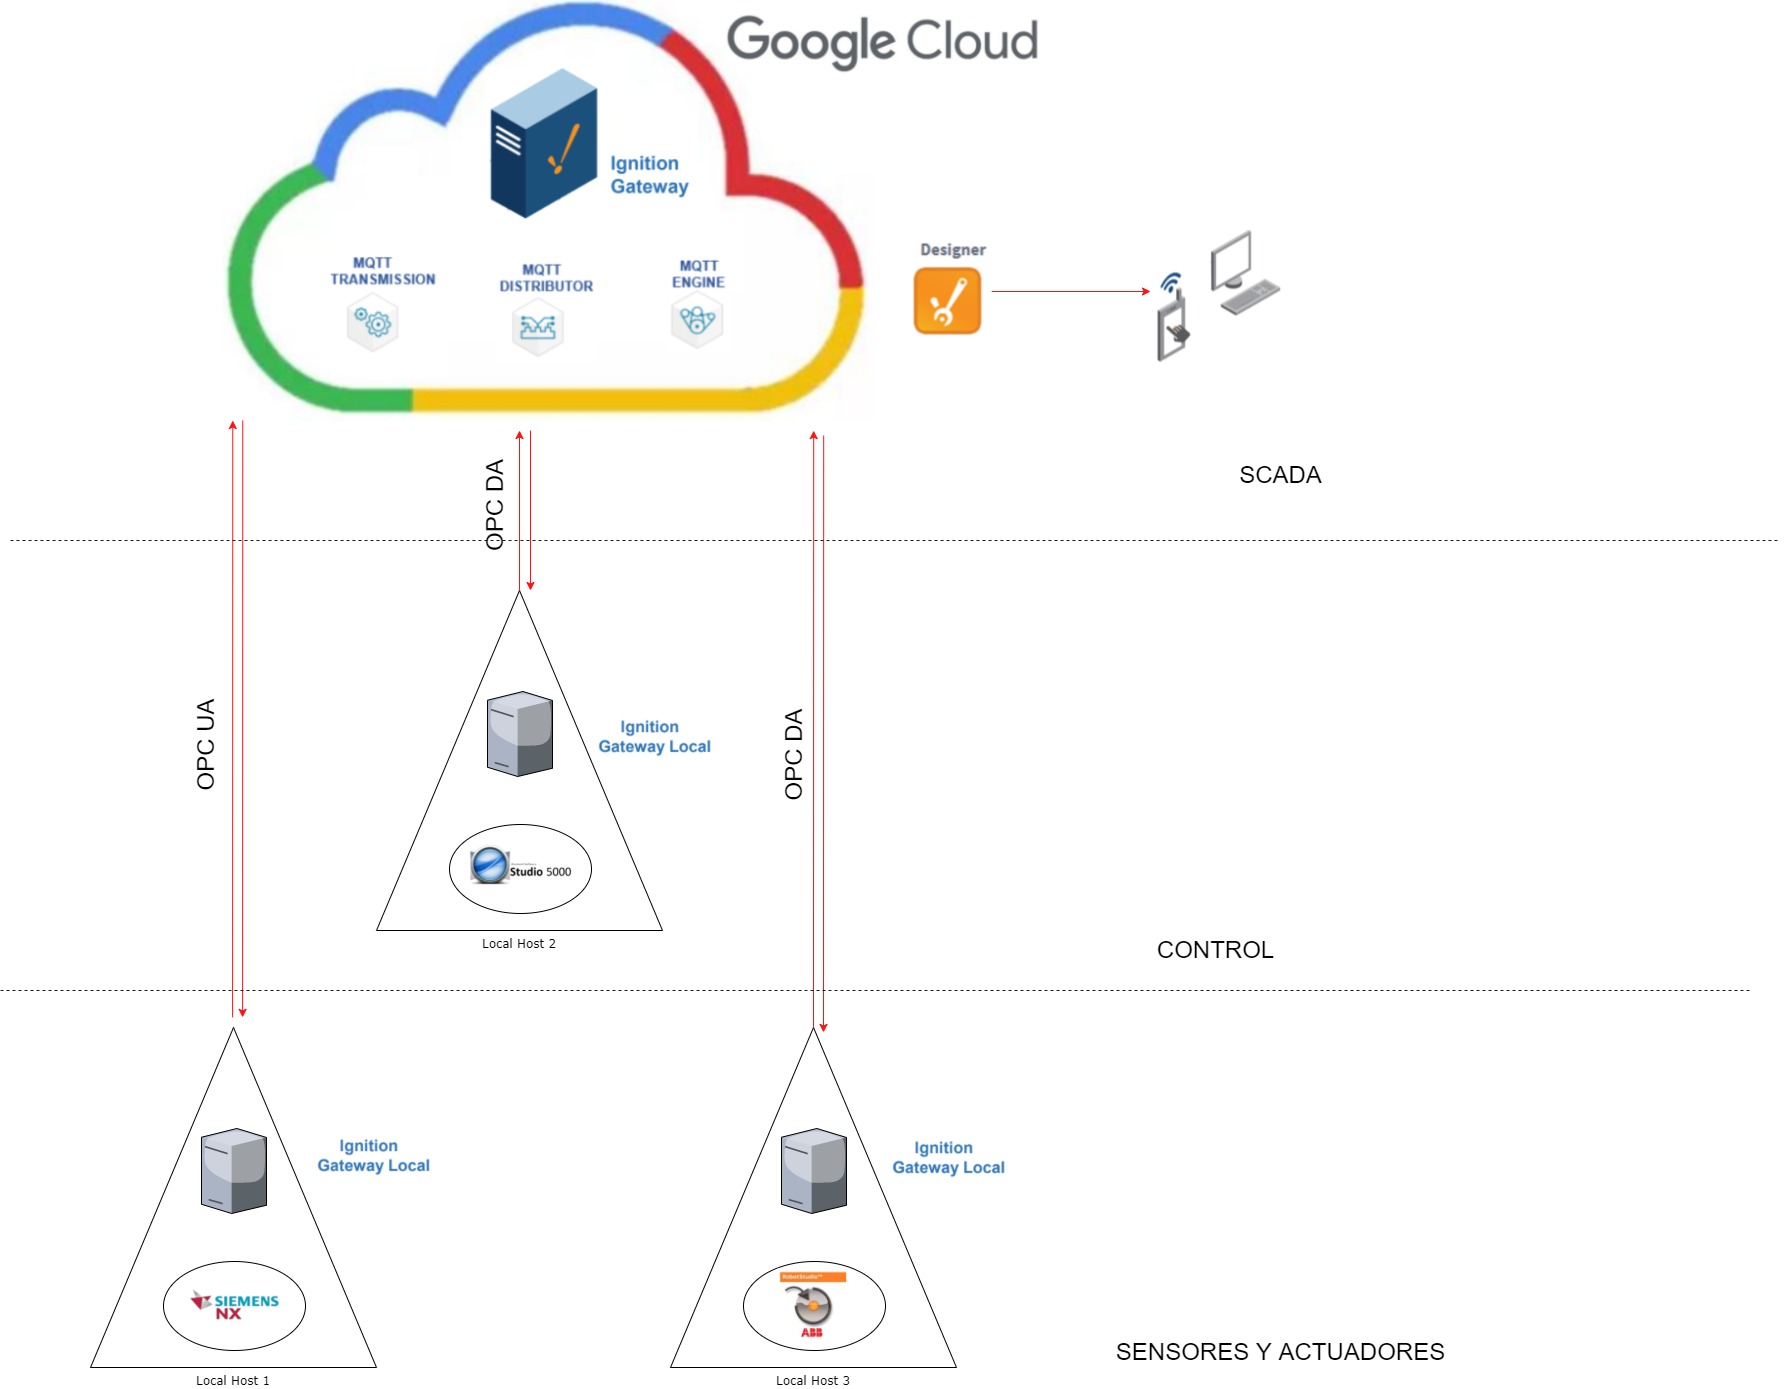 Google Cloud
Ignition
Gateway
MQTT
TRANSMISSION
MQTT
DISTRIBUTOR
MQTT
ENGINE
Designer
OPC DA
SCADA
OPC UA
OPC DA
Ignition
Gateway Local
Studio 5000
Local Host 2
CONTROL
Ignition
Gateway Local
Ignition
Gateway Local
SIEMENS
NX
RobotStudio™
ABB
Local Host 1
Local Host 3
SENSORES Y ACTUADORES